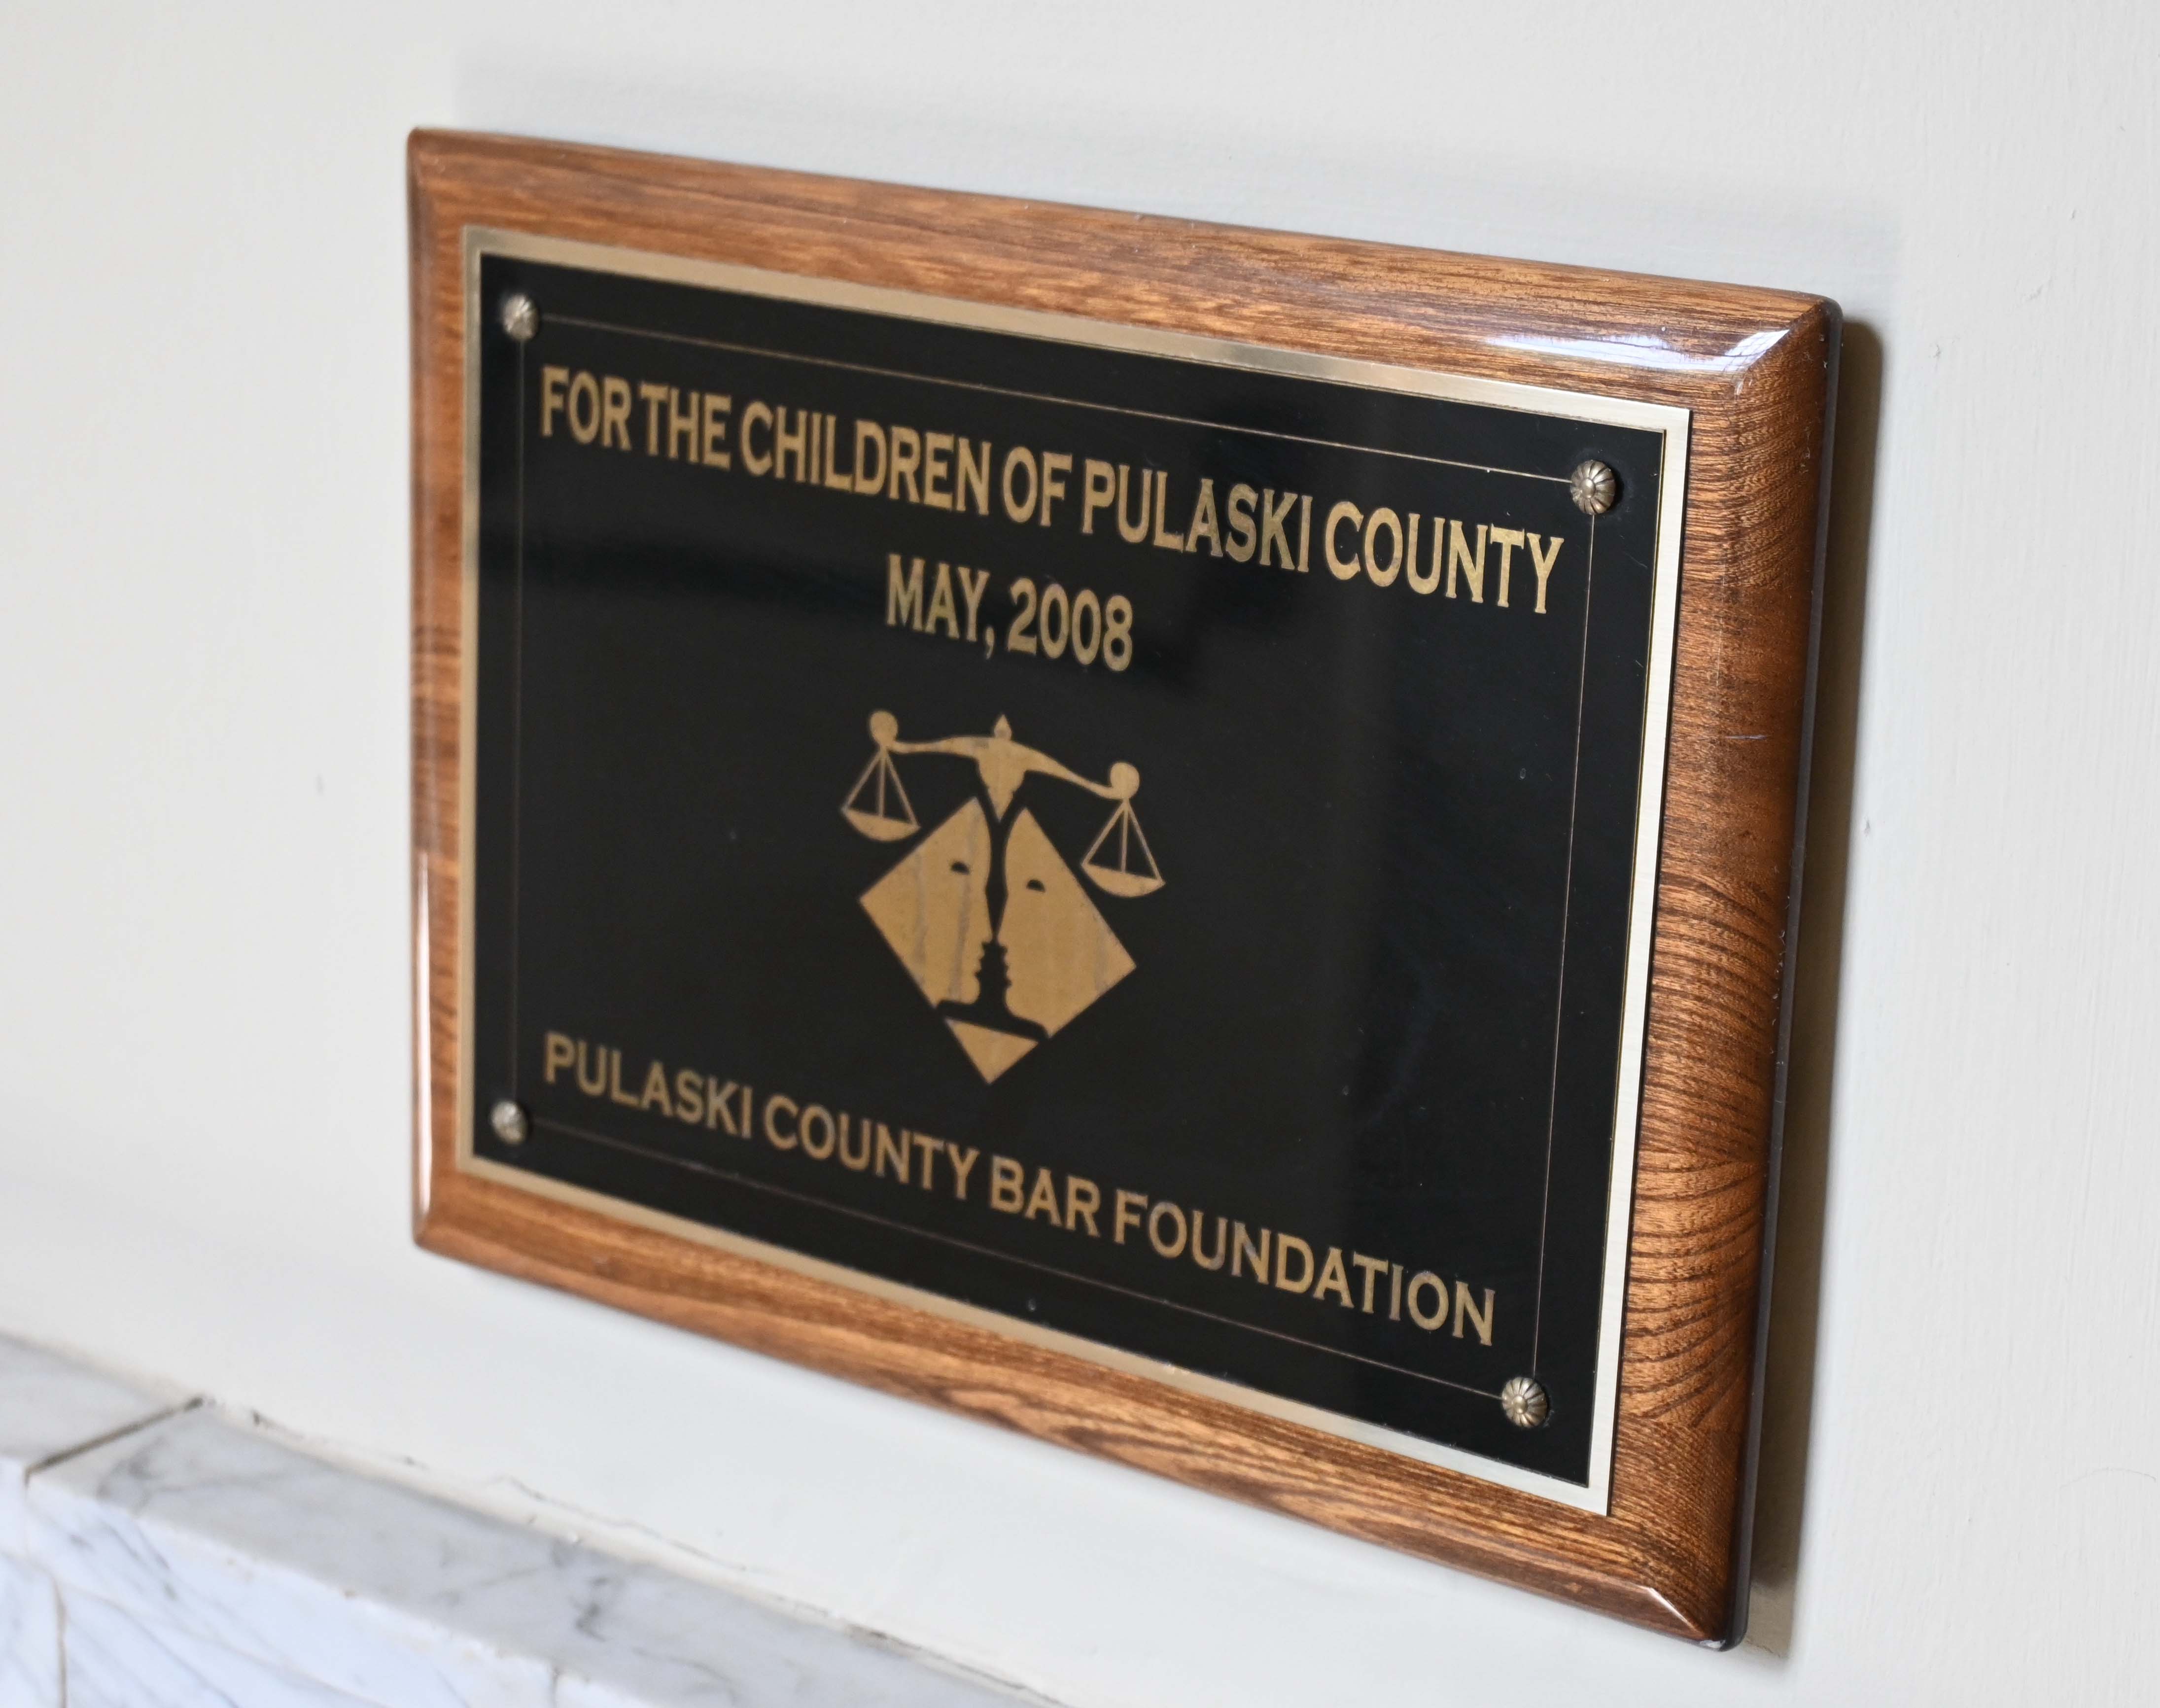 FOR THE CHILDREN OF PULASKI COUNTY
MAY, 2008
PULASKI COUNTY BAR FOUNDATION